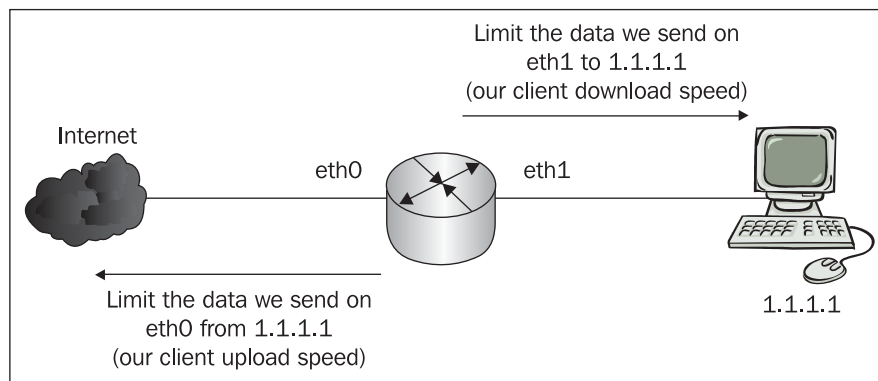 Limit the data we send on
eth1 to 1.1.1.1
(our client download speed)
Internet
eth0
eth1
Limit the data we send on
eth0 from 1.1.1.1
(our client upload speed)
1.1.1.1